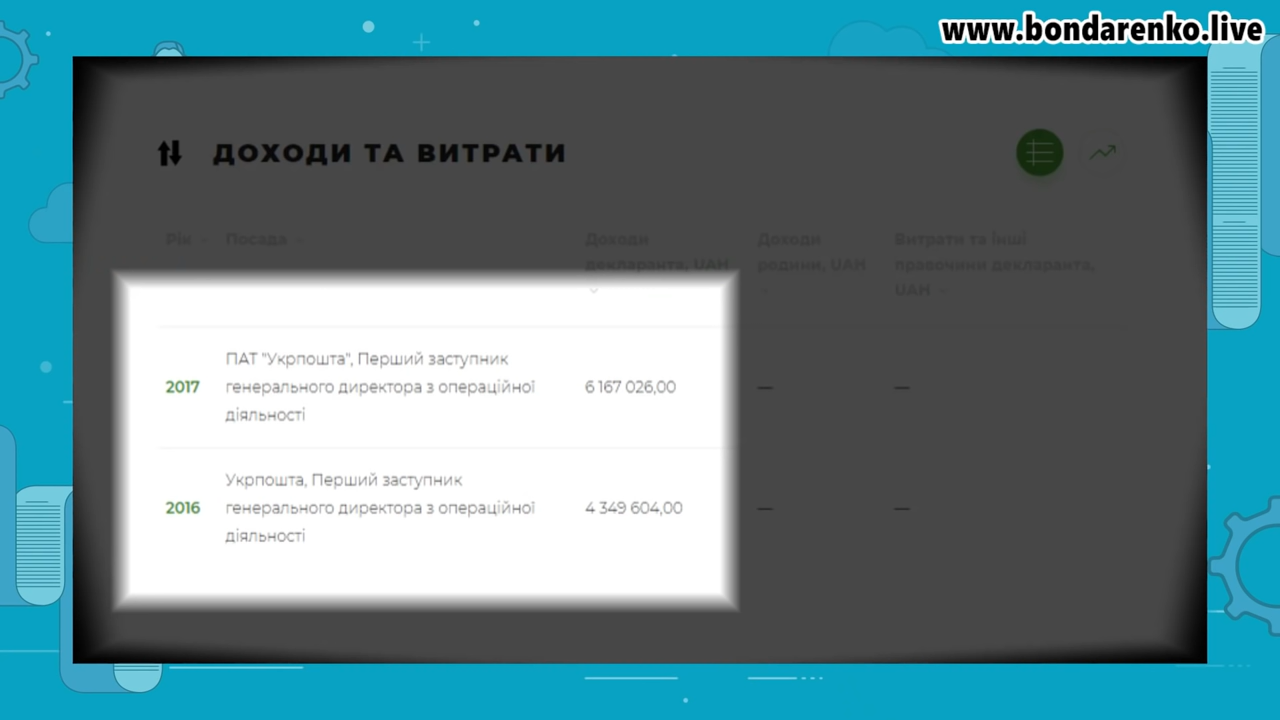 www.bondarenko.live
ДОХОДИ ТА ВИТРАТИ
Рік Посада Доходи декларанта, UAH Доходи родини, UAH Витрати та інші правочини декларанта, UAH
ПАТ "Укрпошта", Перший заступник
2017 генерального директора з операційної 6 167 026,00 — —
діяльності
Укрпошта, Перший заступник
2016 генерального директора з операційної 4 349 604,00 — —
діяльності